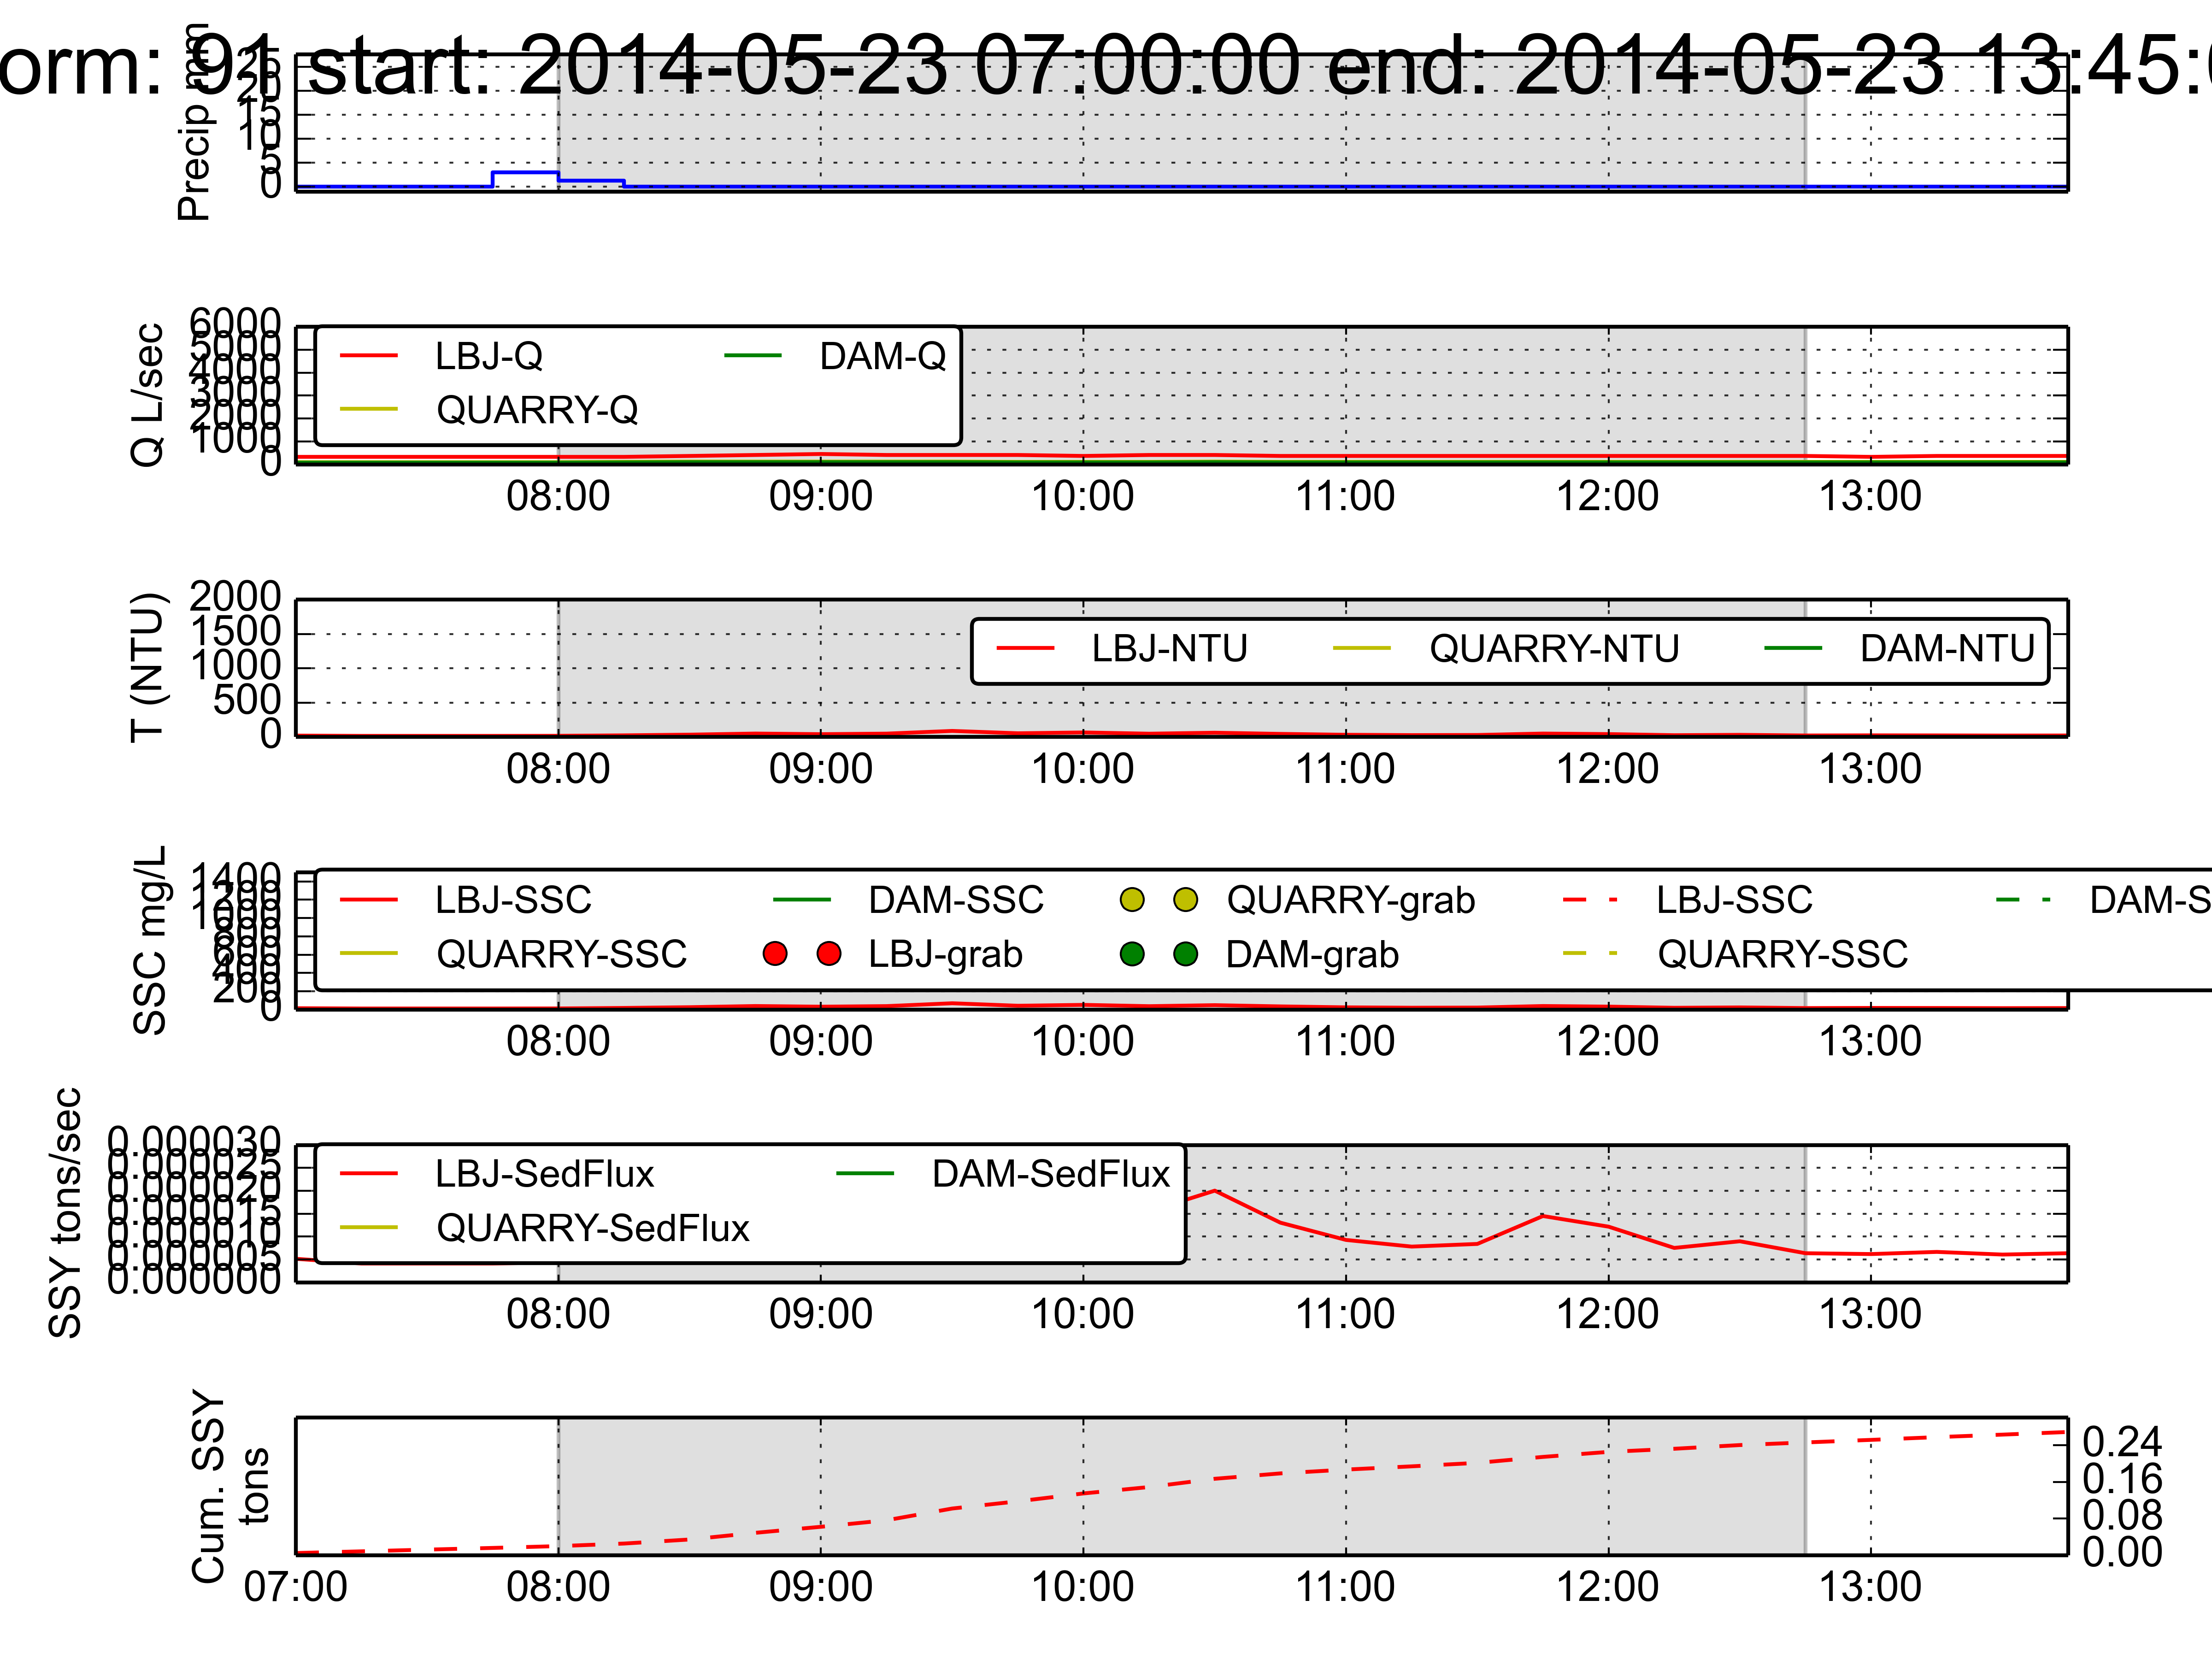 orm: 91 start: 2014-05-23 07:00:00 end: 2014-05-23 13:45:0
Precip mm
25
20
15
10
5
0
Q L/sec
6000
5000
4000
3000
2000
1000
0
LBJ-Q DAM-Q
QUARRY-Q
08:00 09:00 10:00 11:00 12:00 13:00
T (NTU)
2000
1500
1000
500
0
LBJ-NTU QUARRY-NTU DAM-NTU
08:00 09:00 10:00 11:00 12:00 13:00
SSC mg/L
1400
1200
1000
800
600
400
200
0
LBJ-SSC DAM-SSC QUARRY-grab LBJ-SSC DAM-S
QUARRY-SSC LBJ-grab DAM-grab QUARRY-SSC
08:00 09:00 10:00 11:00 12:00 13:00
SSY tons/sec
0.000030
0.000025
0.000020
0.000015
0.000010
0.000005
0.000000
LBJ-SedFlux DAM-SedFlux
QUARRY-SedFlux
08:00 09:00 10:00 11:00 12:00 13:00
Cum. SSY
tons
0.24
0.16
0.08
0.00
07:00 08:00 09:00 10:00 11:00 12:00 13:00